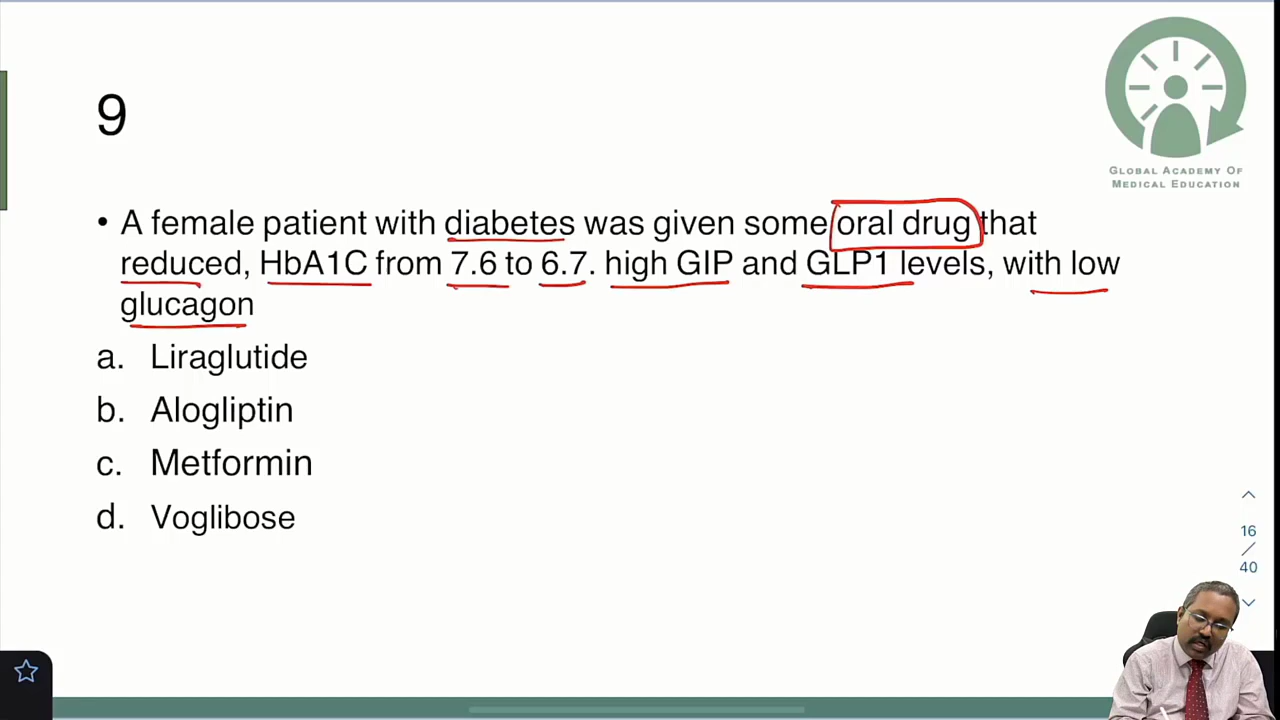 9
GLOBAL ACADEMY OF
MEDICAL EDUCATION
• A female patient with diabetes was given some oral drug that
reduced, HbA1C from 7.6 to 6.7. high GIP and GLP1 levels, with low
glucagon
a. Liraglutide
b. Alogliptin
c. Metformin
d. Voglibose
16
/
40